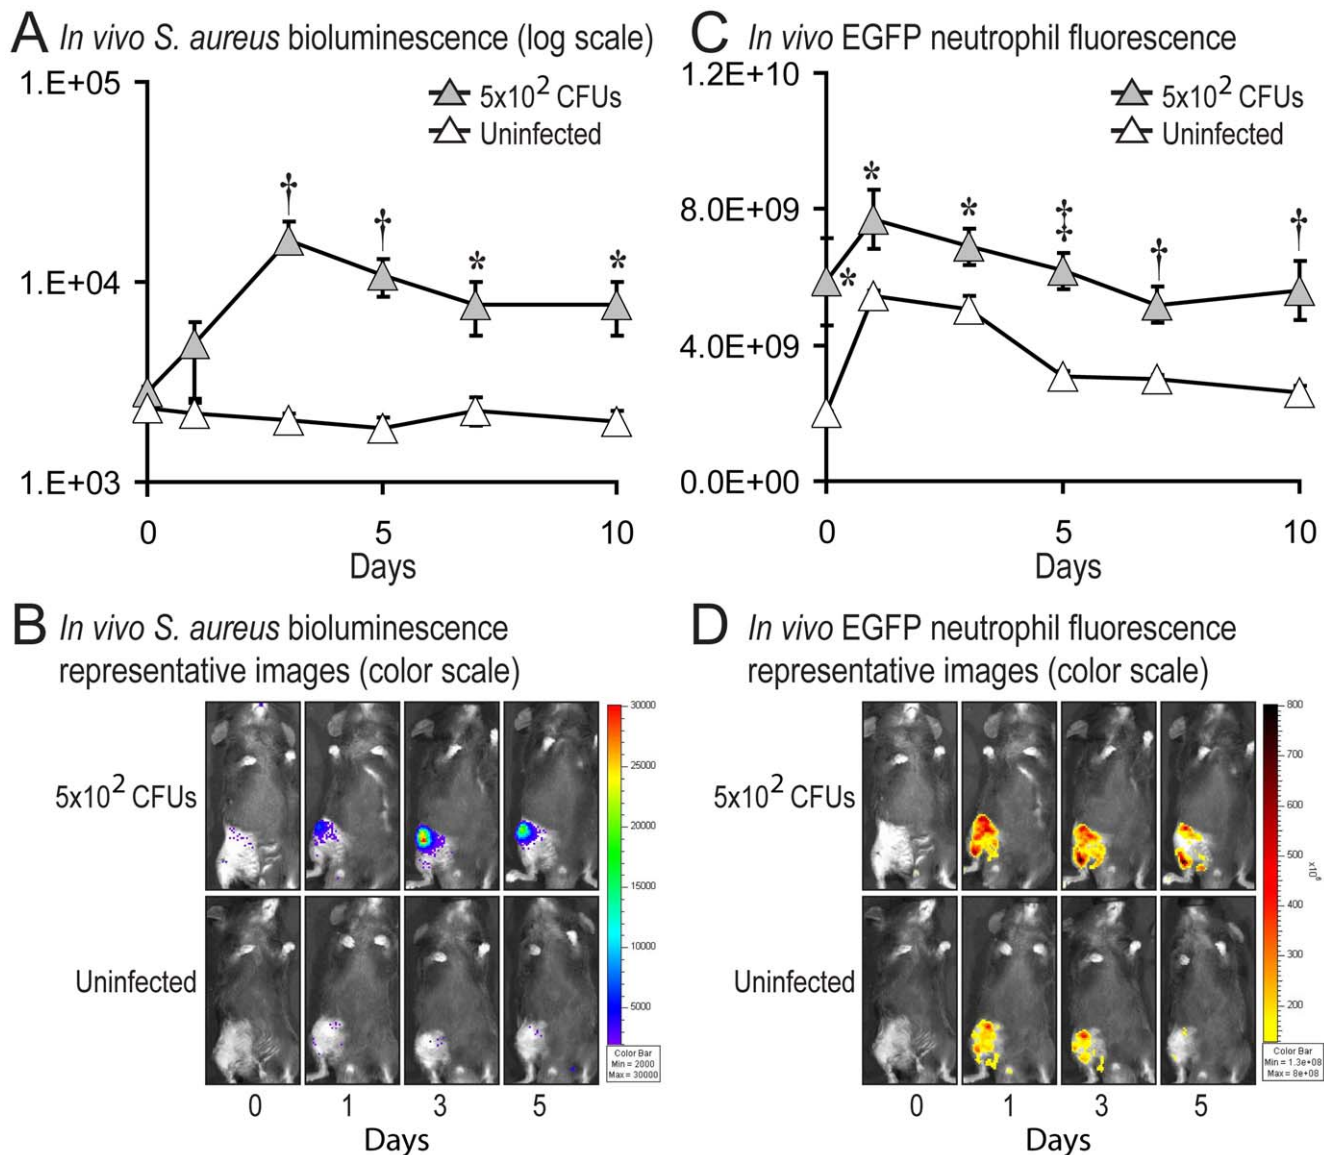 A In vivo S. aureus bioluminescence (log scale)
1.E+05
1.E+04
1.E+03
5x10² CFUs
Uninfected
†
†
*
*
0
5
10
Days
C In vivo EGFP neutrophil fluorescence
1.2E+10
8.0E+09
4.0E+09
0.0E+00
5x10² CFUs
Uninfected
*
*
*
‡
†
†
0
5
10
Days
B In vivo S. aureus bioluminescence
representative images (color scale)
5x10² CFUs
Uninfected
30000
25000
20000
15000
10000
5000
Color Bar
Min = 2000
Max = 30000
0 1 3 5
Days
D In vivo EGFP neutrophil fluorescence
representative images (color scale)
5x10² CFUs
Uninfected
800
700
600
500
400
300
200
x10⁶
Color Bar
Min = 1.3e+08
Max = 8e+08
0 1 3 5
Days